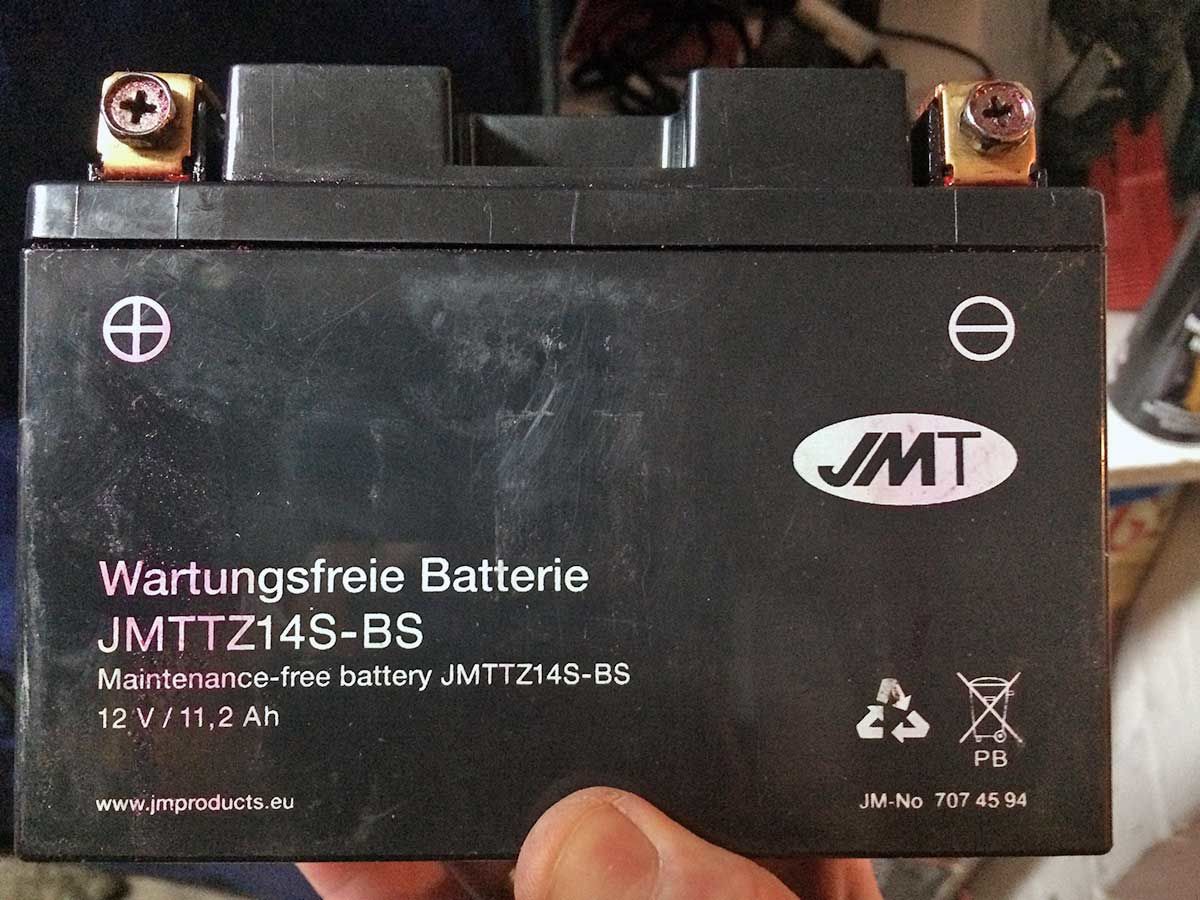 JMT
Wartungsfreie Batterie
JMTTZ14S-BS
Maintenance-free battery JMTTZ14S-BS
12 V / 11,2 Ah
PB
www.jmproducts.eu
JM-No 707 45 94